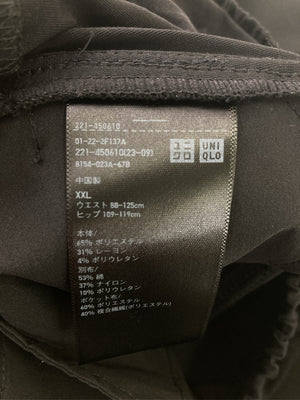 221-450610
01-22-2F137A
221-450610(23-09)
8154-023A-67B
ユニ
クロ
UNI
QLO
中国製
XXL
ウエスト 88-125cm
ヒップ 109-119cm
本体/
65% ポリエステル
31% レーヨン
4% ポリウレタン
別布/
53% 綿
37% ナイロン
10% ポリウレタン
ポケット布/
60% ポリエステル
40% 複合繊維(ポリエステル)